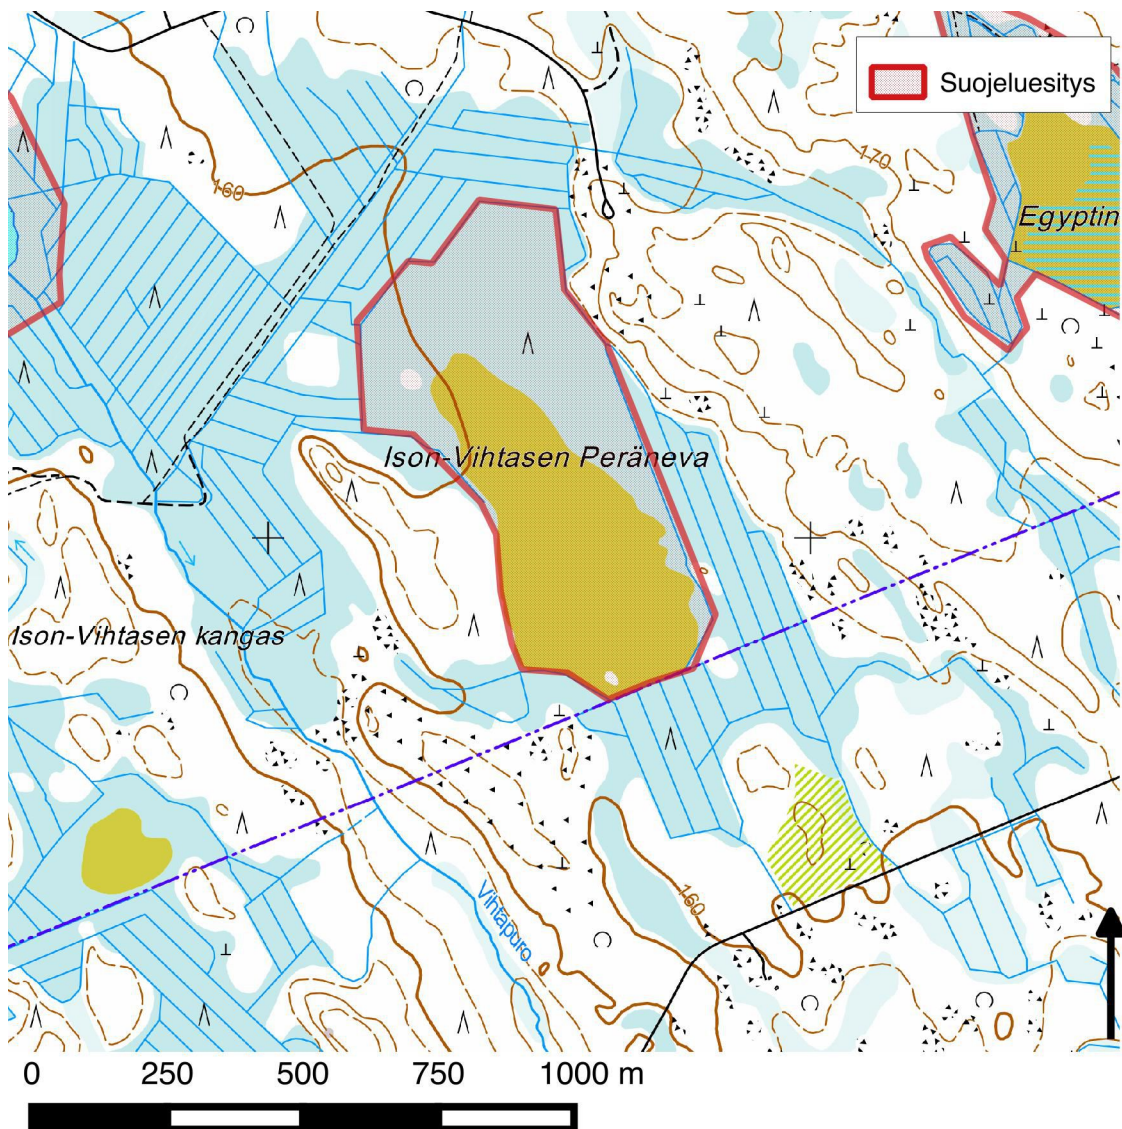 Suojeluesitys
170
160
Egyptin
Ison-Vihtasen Peräneva
Ison-Vihtasen kangas
160
Vihtapuro
0 250 500 750 1000 m